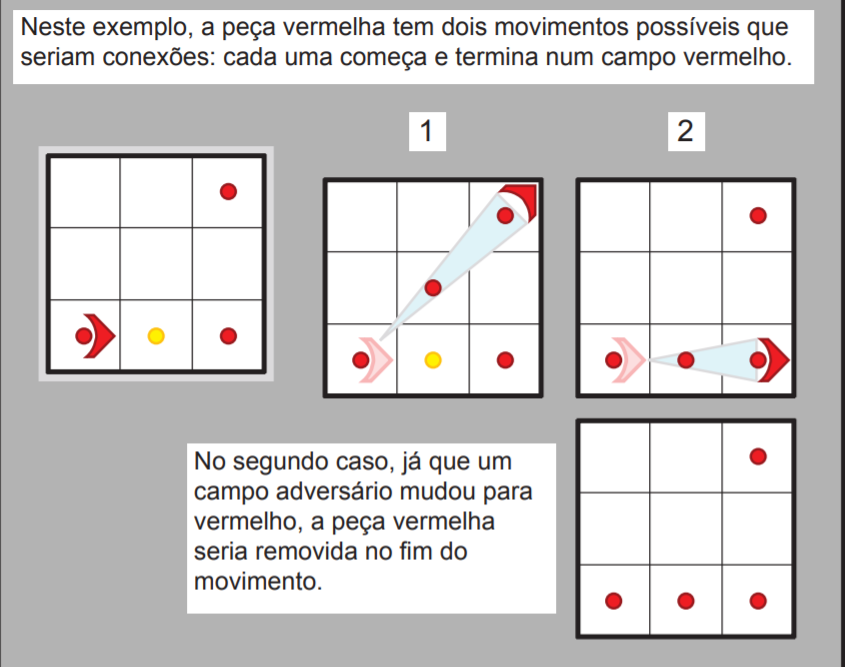 Neste exemplo, a peça vermelha tem dois movimentos possíveis que
seriam conexões: cada uma começa e termina num campo vermelho.
1
2
No segundo caso, já que um
campo adversário mudou para
vermelho, a peça vermelha
seria removida no fim do
movimento.